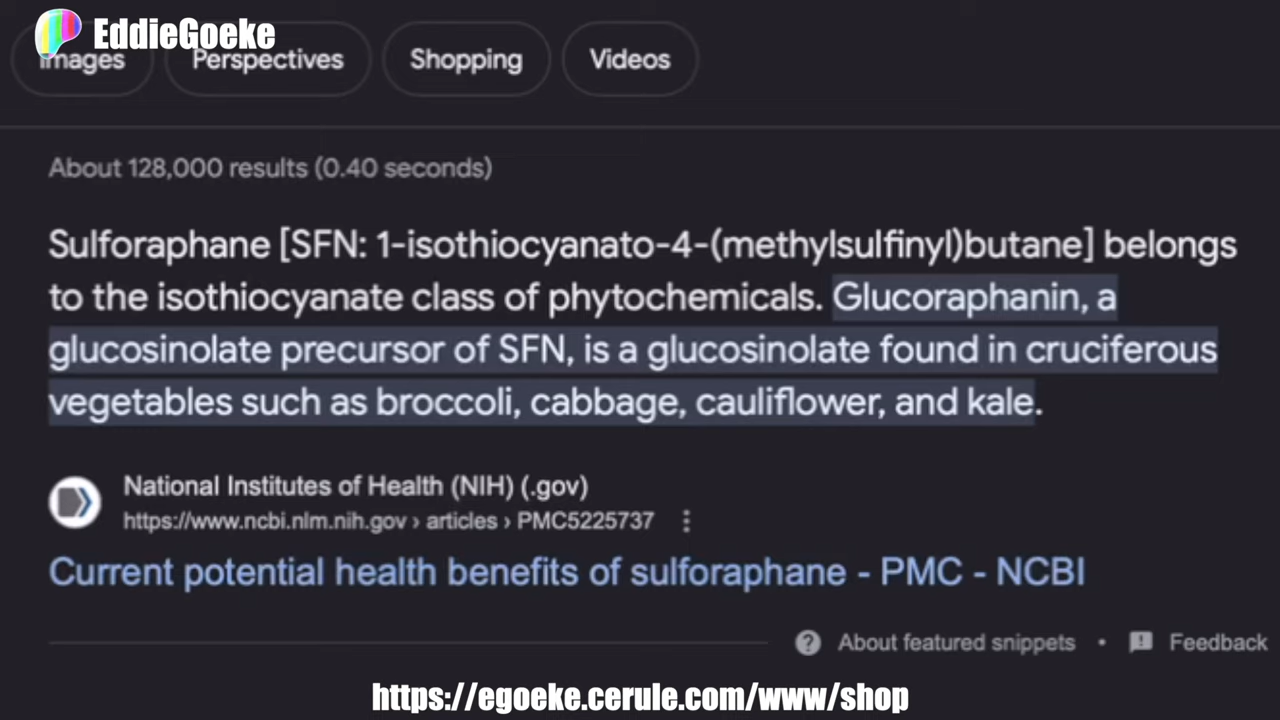 EddieGoeke
Images Perspectives Shopping Videos
About 128,000 results (0.40 seconds)
Sulforaphane [SFN: 1-isothiocyanato-4-(methylsulfinyl)butane] belongs
to the isothiocyanate class of phytochemicals. Glucoraphanin, a
glucosinolate precursor of SFN, is a glucosinolate found in cruciferous
vegetables such as broccoli, cabbage, cauliflower, and kale.
National Institutes of Health (NIH) (.gov)
https://www.ncbi.nlm.nih.gov › articles › PMC5225737
Current potential health benefits of sulforaphane - PMC - NCBI
About featured snippets • Feedback
https://egoeke.cerule.com/www/shop